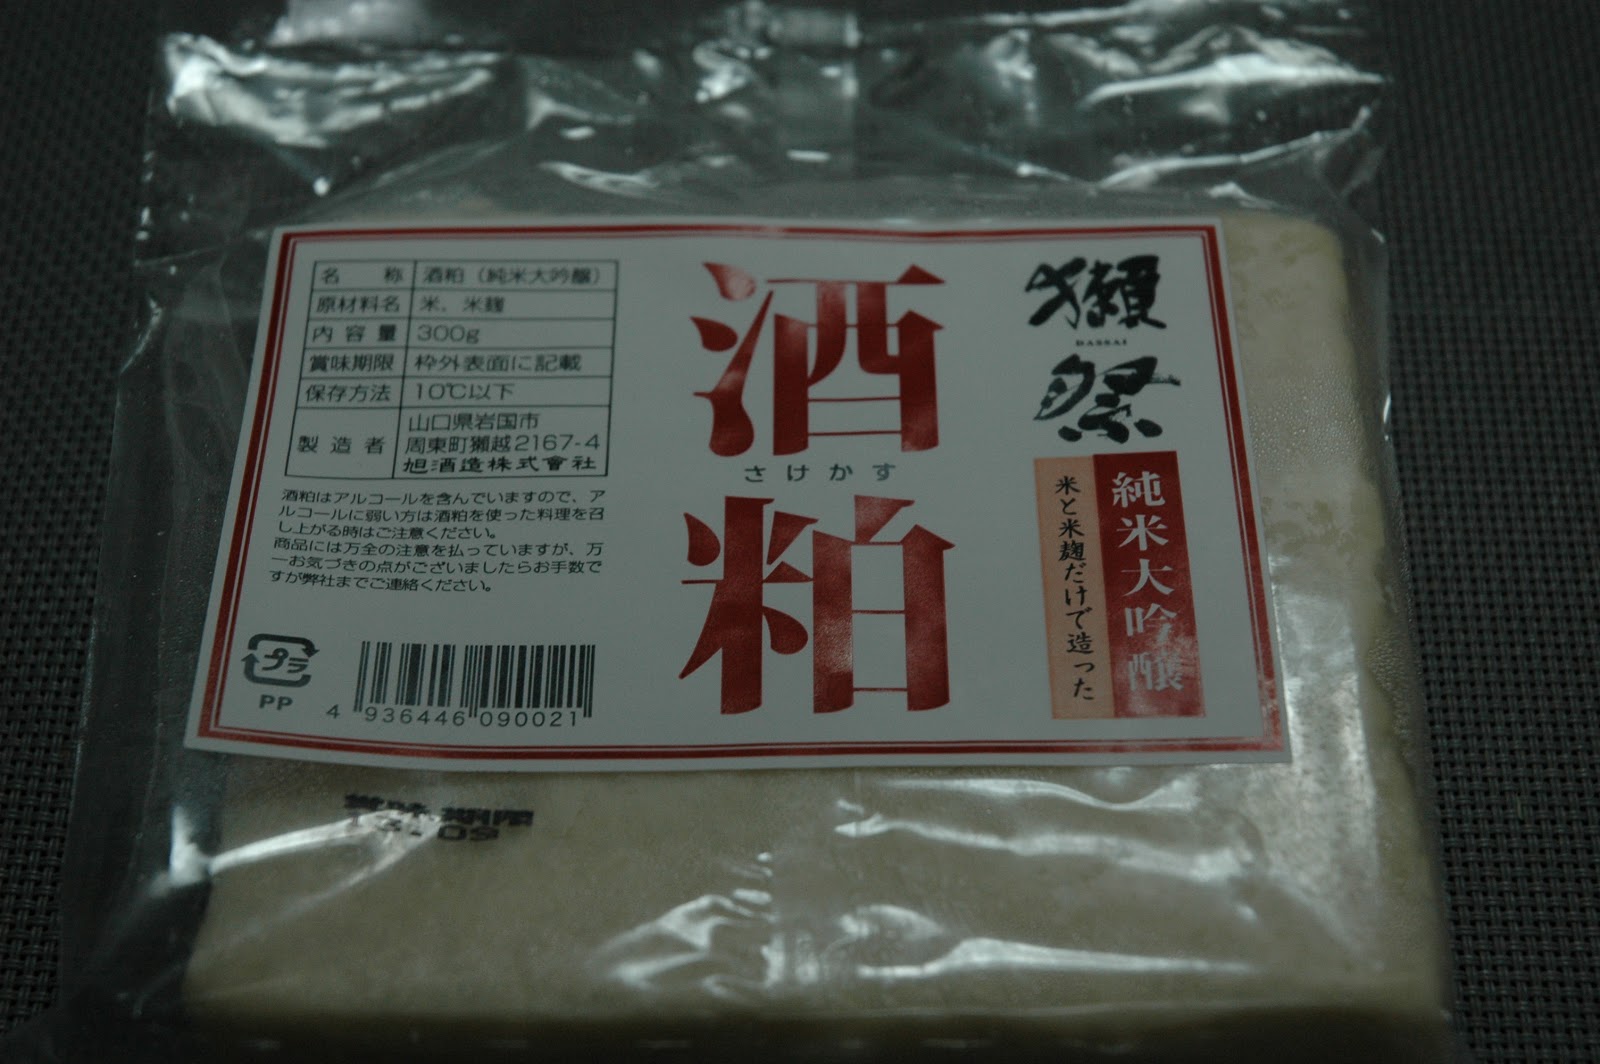 名称 酒粕（純米大吟醸）
原材料名 米、米麹
内容量 300g
賞味期限 枠外表面に記載
保存方法 10℃以下
製造者 山口県岩国市
周東町獺越2167-4
旭酒造株式會社
酒粕はアルコールを含んでいますので、ア
ルコールに弱い方は酒粕を使った料理を召
し上がる時はご注意ください。
商品には万全の注意を払っていますが、万
一お気づきの点がございましたらお手数で
すが弊社までご連絡ください。
プラ
PP
4 936446 090021
酒粕
さけかす
獺祭
DASSAI
純米大吟醸
米と米麹だけで造った
賞味期限